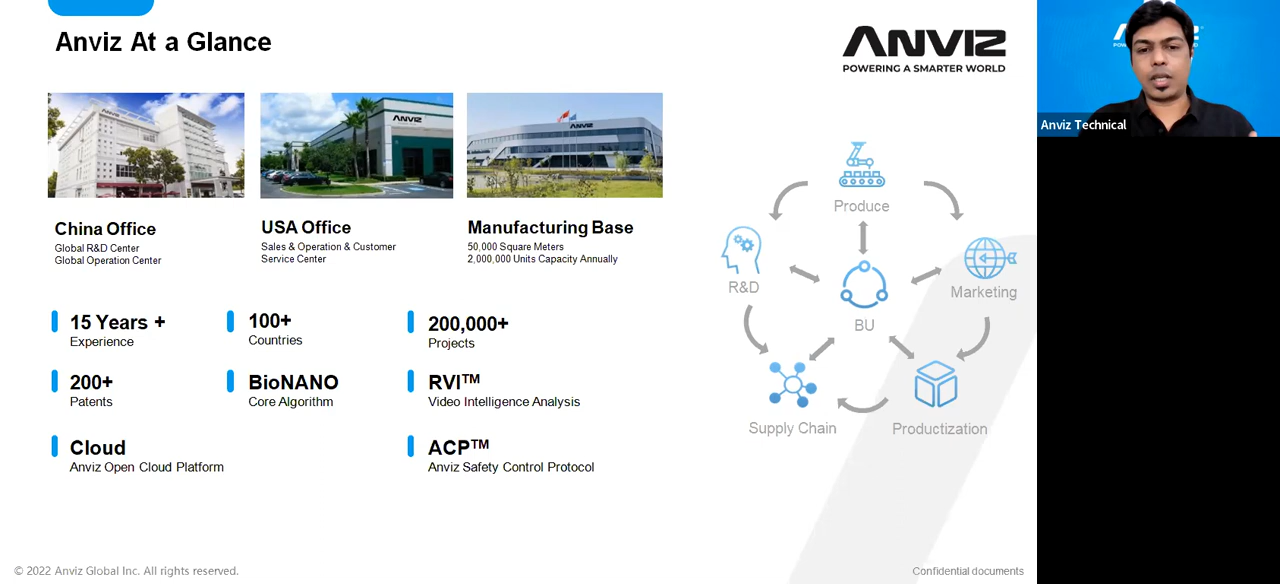 Anviz At a Glance
ANVIZ
POWERING A SMARTER WORLD
Anviz Technical
ANVIZ
ANVIZ
ANVIZ
China Office
Global R&D Center
Global Operation Center
USA Office
Sales & Operation & Customer
Service Center
Manufacturing Base
50,000 Square Meters
2,000,000 Units Capacity Annually
15 Years +
Experience
100+
Countries
200,000+
Projects
200+
Patents
BioNANO
Core Algorithm
RVI™
Video Intelligence Analysis
Cloud
Anviz Open Cloud Platform
ACP™
Anviz Safety Control Protocol
Produce
R&D
Marketing
BU
Supply Chain
Productization
© 2022 Anviz Global Inc. All rights reserved.
Confidential documents